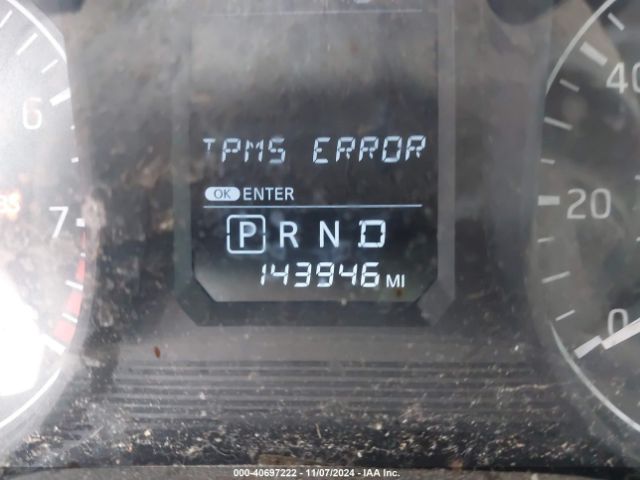 TPMS ERROR
OK ENTER
P R N D
143946 MI
6
7
40
20
0
000-40697222 - 11/07/2024 - IAA Inc.